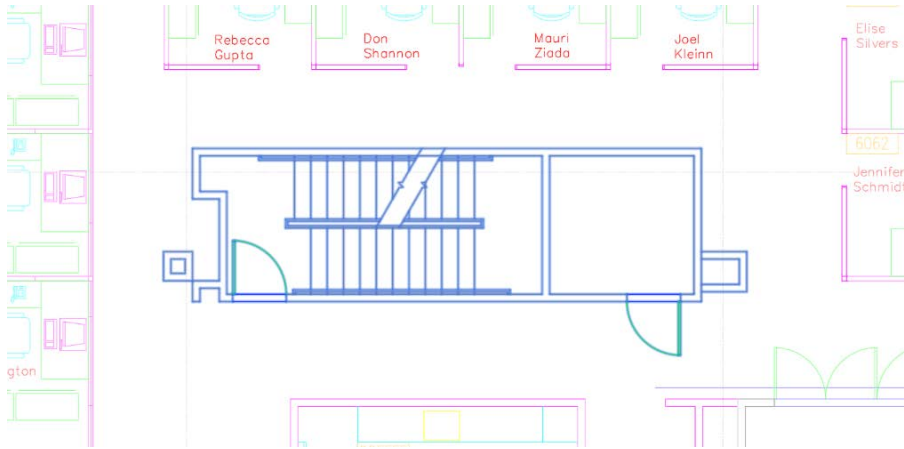 Rebecca
Gupta
Don
Shannon
Mauri
Ziada
Joel
Kleinn
Elise
Silvers
6062
Jennifer
Schmidt
gton